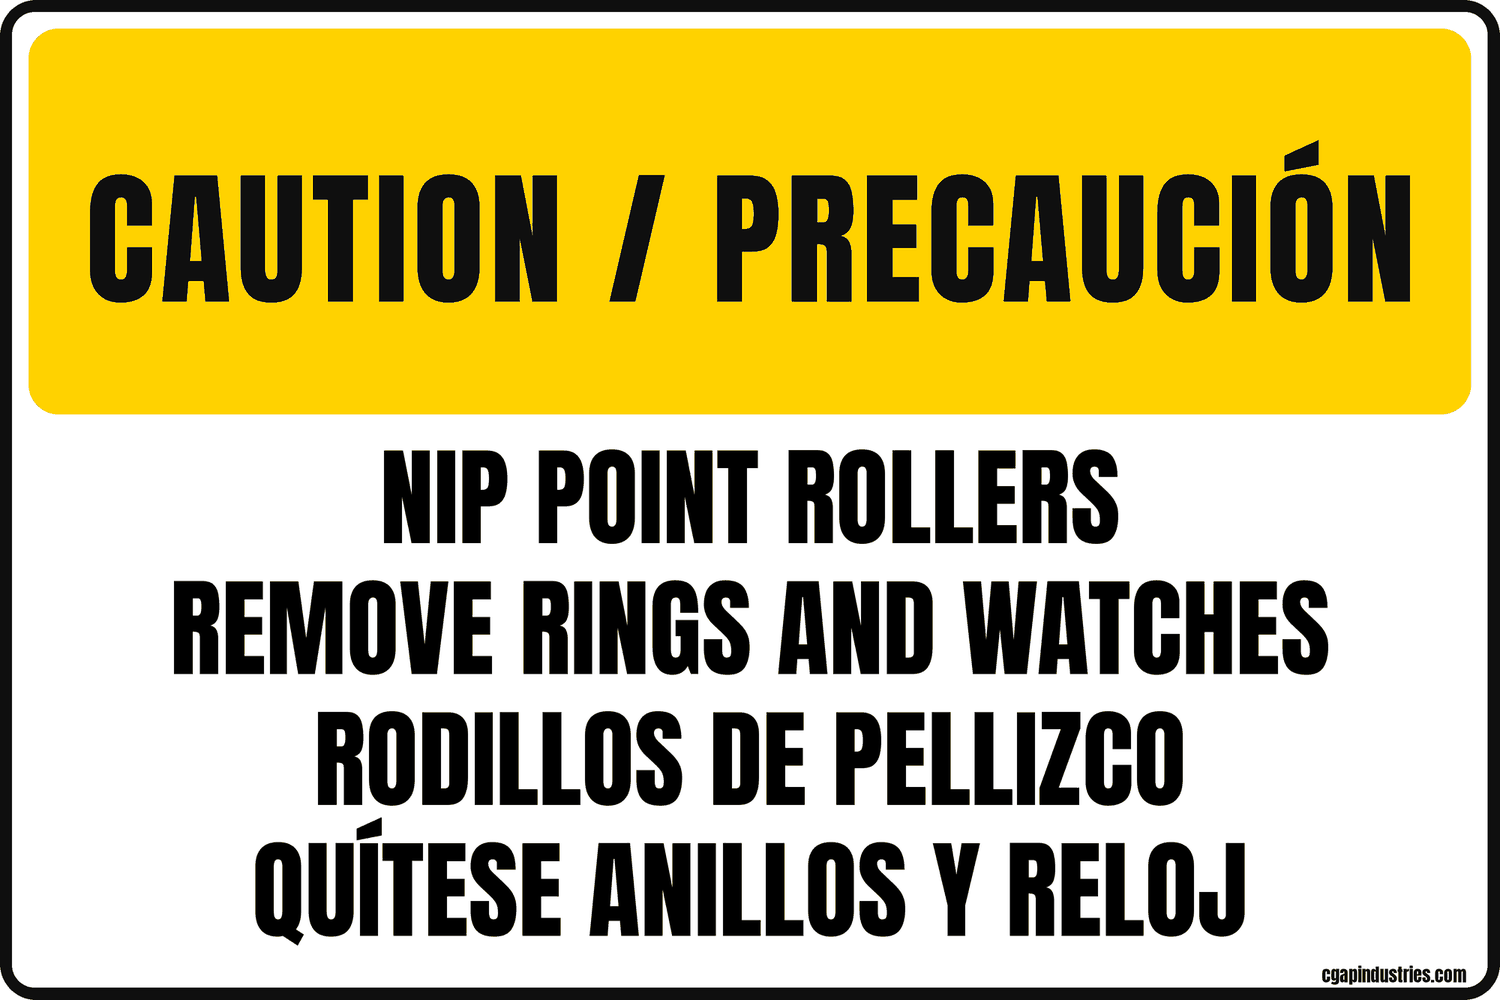 CAUTION / PRECAUCIÓN
NIP POINT ROLLERS
REMOVE RINGS AND WATCHES
RODILLOS DE PELLIZCO
QUÍTESE ANILLOS Y RELOJ
cgapindustries.com